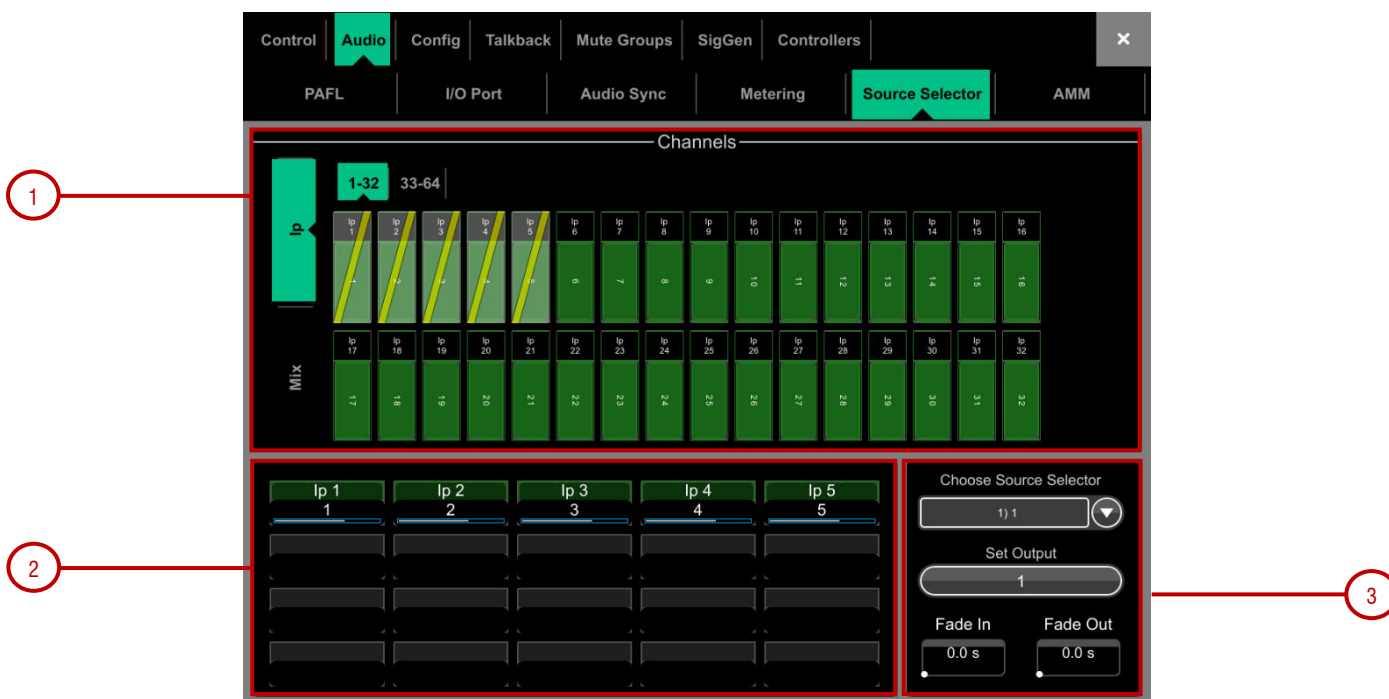 Control Audio Config Talkback Mute Groups SigGen Controllers ×
PAFL I/O Port Audio Sync Metering Source Selector AMM
Channels
1
Ip
1-32 33-64
Ip 1 Ip 2 Ip 3 Ip 4 Ip 5 Ip 6 Ip 7 Ip 8 Ip 9 Ip 10 Ip 11 Ip 12 Ip 13 Ip 14 Ip 15 Ip 16
1 2 3 4 5 6 7 8 9 10 11 12 13 14 15 16
Mix
Ip 17 Ip 18 Ip 19 Ip 20 Ip 21 Ip 22 Ip 23 Ip 24 Ip 25 Ip 26 Ip 27 Ip 28 Ip 29 Ip 30 Ip 31 Ip 32
17 18 19 20 21 22 23 24 25 26 27 28 29 30 31 32
2
Ip 1 Ip 2 Ip 3 Ip 4 Ip 5
1 2 3 4 5
Choose Source Selector
1) 1
Set Output
1
Fade In Fade Out
0.0 s 0.0 s
3